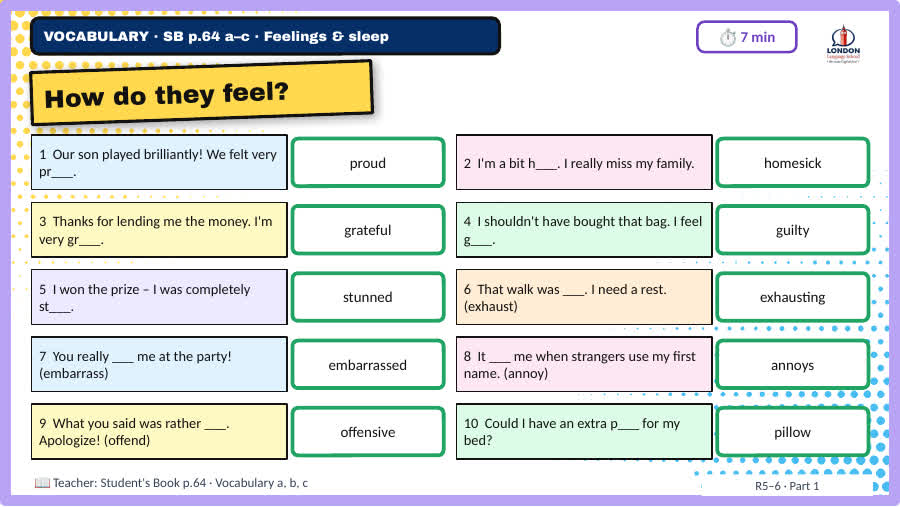 VOCABULARY · SB p.64 a–c · Feelings & sleep
⏱️ 7 min
LONDON
Language School
How do they feel?
1 Our son played brilliantly! We felt very
pr___.
proud
2 I'm a bit h___. I really miss my family.
homesick
3 Thanks for lending me the money. I'm
very gr___.
grateful
4 I shouldn't have bought that bag. I feel
g___.
guilty
5 I won the prize – I was completely
st___.
stunned
6 That walk was ___. I need a rest.
(exhaust)
exhausting
7 You really ___ me at the party!
(embarrass)
embarrassed
8 It ___ me when strangers use my first
name. (annoy)
annoys
9 What you said was rather ___.
Apologize! (offend)
offensive
10 Could I have an extra p___ for my
bed?
pillow
📖 Teacher: Student's Book p.64 · Vocabulary a, b, c
R5–6 · Part 1